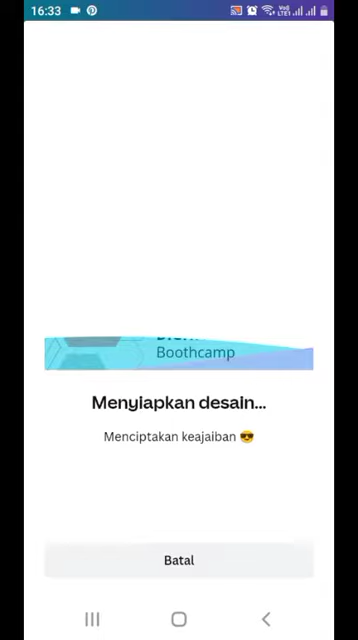 16:33
Boothcamp
Menyiapkan desain...
Menciptakan keajaiban 😎
Batal